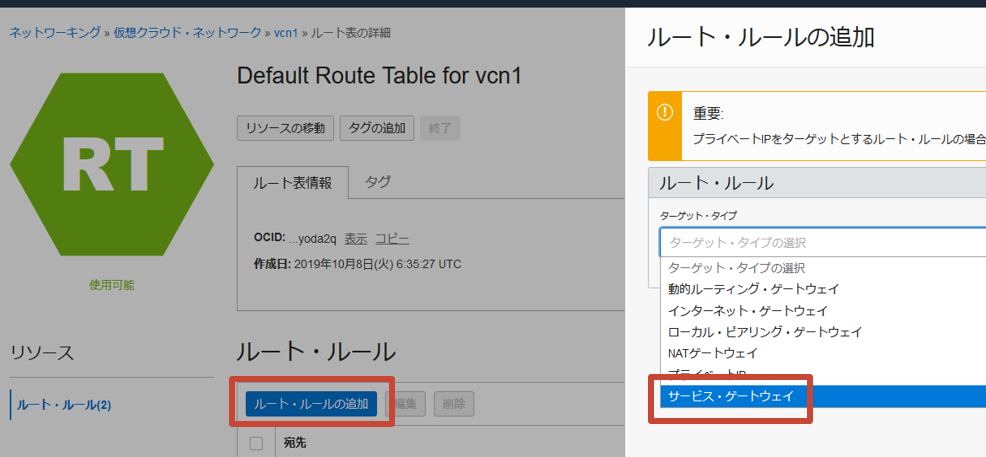 ネットワーキング » 仮想クラウド・ネットワーク » vcn1 » ルート表の詳細
RT
使用可能
リソース
ルート・ルール(2)
Default Route Table for vcn1
リソースの移動 タグの追加 終了
ルート表情報 タグ
OCID: ...yoda2q 表示 コピー
作成日: 2019年10月8日(火) 6:35:27 UTC
ルート・ルール
ルート・ルールの追加 編集 削除
宛先
ルート・ルールの追加
重要:
プライベートIPをターゲットとするルート・ルールの場合
ルート・ルール
ターゲット・タイプ
ターゲット・タイプの選択
ターゲット・タイプの選択
動的ルーティング・ゲートウェイ
インターネット・ゲートウェイ
ローカル・ピアリング・ゲートウェイ
NATゲートウェイ
プライベートIP
サービス・ゲートウェイ